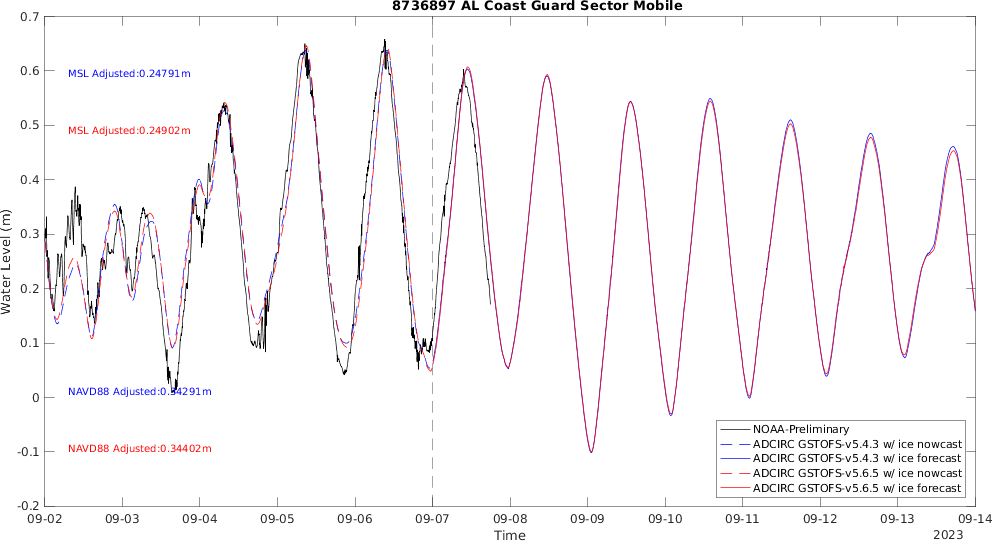 8736897 AL Coast Guard Sector Mobile
0.7
0.6
0.5
0.4
0.3
0.2
0.1
0
-0.1
-0.2
Water Level (m)
MSL Adjusted:0.24791m
MSL Adjusted:0.24902m
NAVD88 Adjusted:0.34291m
NAVD88 Adjusted:0.34402m
NOAA-Preliminary
ADCIRC GSTOFS-v5.4.3 w/ ice nowcast
ADCIRC GSTOFS-v5.4.3 w/ ice forecast
ADCIRC GSTOFS-v5.6.5 w/ ice nowcast
ADCIRC GSTOFS-v5.6.5 w/ ice forecast
09-02 09-03 09-04 09-05 09-06 09-07 09-08 09-09 09-10 09-11 09-12 09-13 09-14
Time
2023